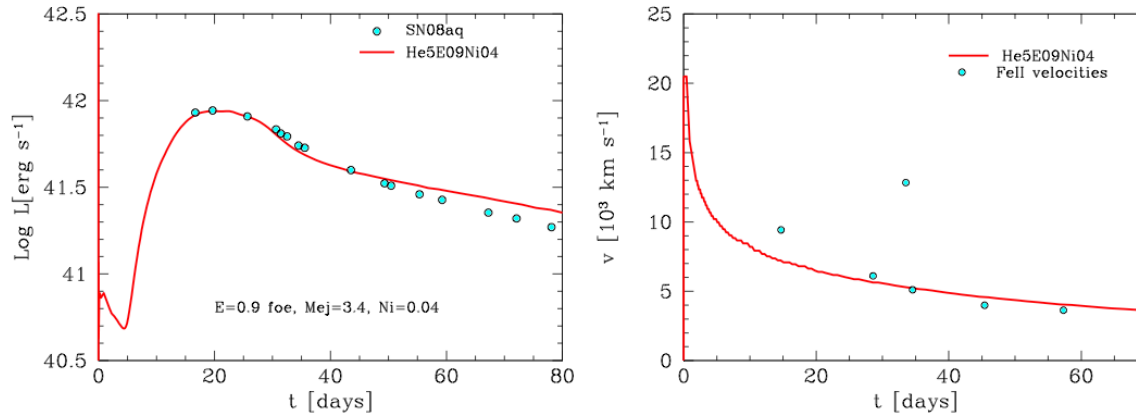 42.5
42
41.5
41
40.5
Log L[erg s⁻¹]
SN08aq
He5E09Ni04
E=0.9 foe, Mej=3.4, Ni=0.04
0
20
40
60
80
t [days]
25
20
15
10
5
0
v [10³ km s⁻¹]
He5E09Ni04
FeII velocities
0
20
40
60
t [days]